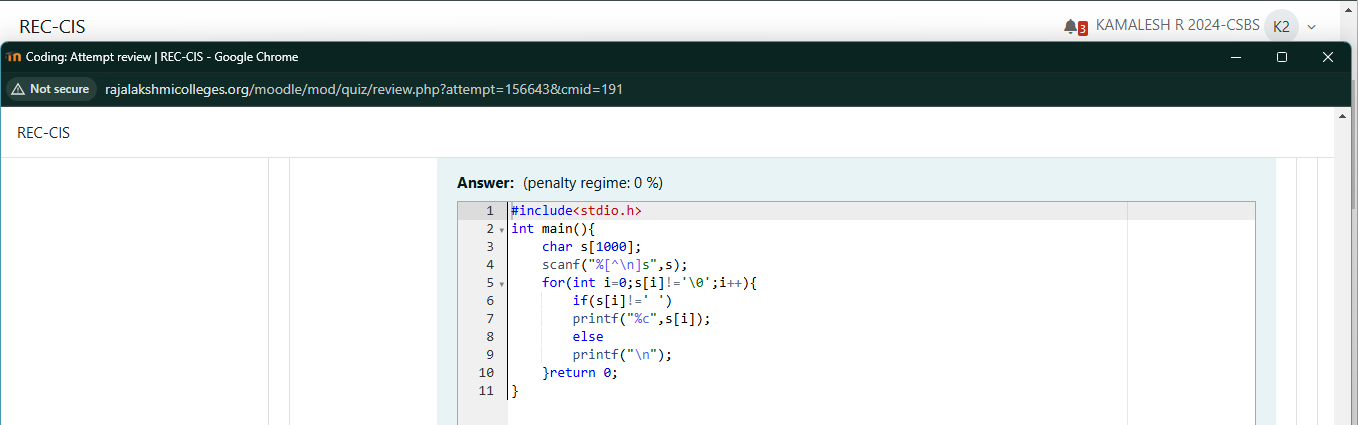 REC-CIS
3 KAMALESH R 2024-CSBS K2
Coding: Attempt review | REC-CIS - Google Chrome
Not secure rajalakshmicolleges.org/moodle/mod/quiz/review.php?attempt=156643&cmid=191
REC-CIS
Answer: (penalty regime: 0 %)
1 #include<stdio.h>
2 int main(){
3 char s[1000];
4 scanf("%[^\n]s",s);
5 for(int i=0;s[i]!='\0';i++){
6 if(s[i]!=' ')
7 printf("%c",s[i]);
8 else
9 printf("\n");
10 }return 0;
11 }